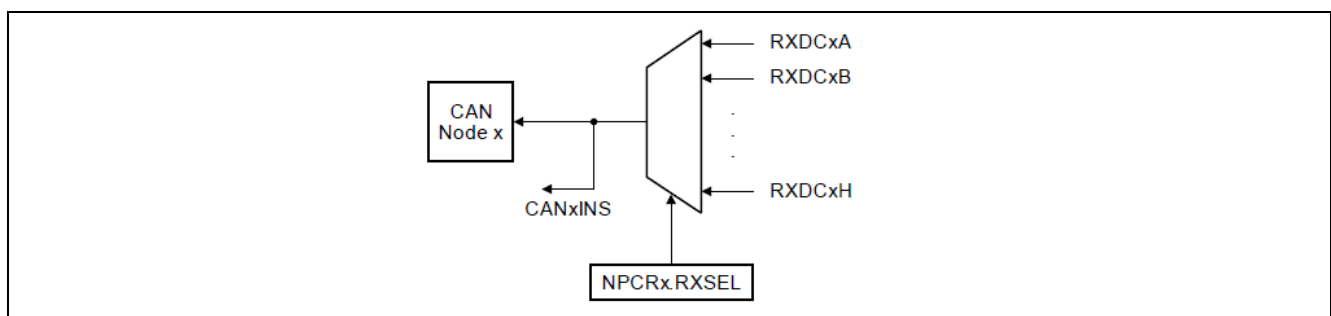 RXDCxA
RXDCxB
CAN
Node x
.
.
.
RXDCxH
CANxINS
NPCRx.RXSEL